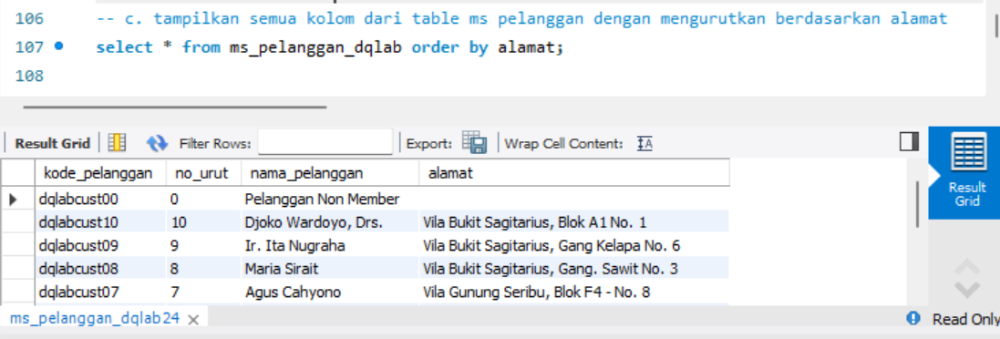 106 -- c. tampilkan semua kolom dari table ms pelanggan dengan mengurutkan berdasarkan alamat
107 select * from ms_pelanggan_dqlab order by alamat;
108
Result Grid Filter Rows: Export: Wrap Cell Content: IA
kode_pelanggan no_urut nama_pelanggan alamat
dqlabcust00 0 Pelanggan Non Member
dqlabcust10 10 Djoko Wardoyo, Drs. Vila Bukit Sagitarius, Blok A1 No. 1
dqlabcust09 9 Ir. Ita Nugraha Vila Bukit Sagitarius, Gang Kelapa No. 6
dqlabcust08 8 Maria Sirait Vila Bukit Sagitarius, Gang. Sawit No. 3
dqlabcust07 7 Agus Cahyono Vila Gunung Seribu, Blok F4 - No. 8
Result
Grid
ms_pelanggan_dqlab24
Read Only